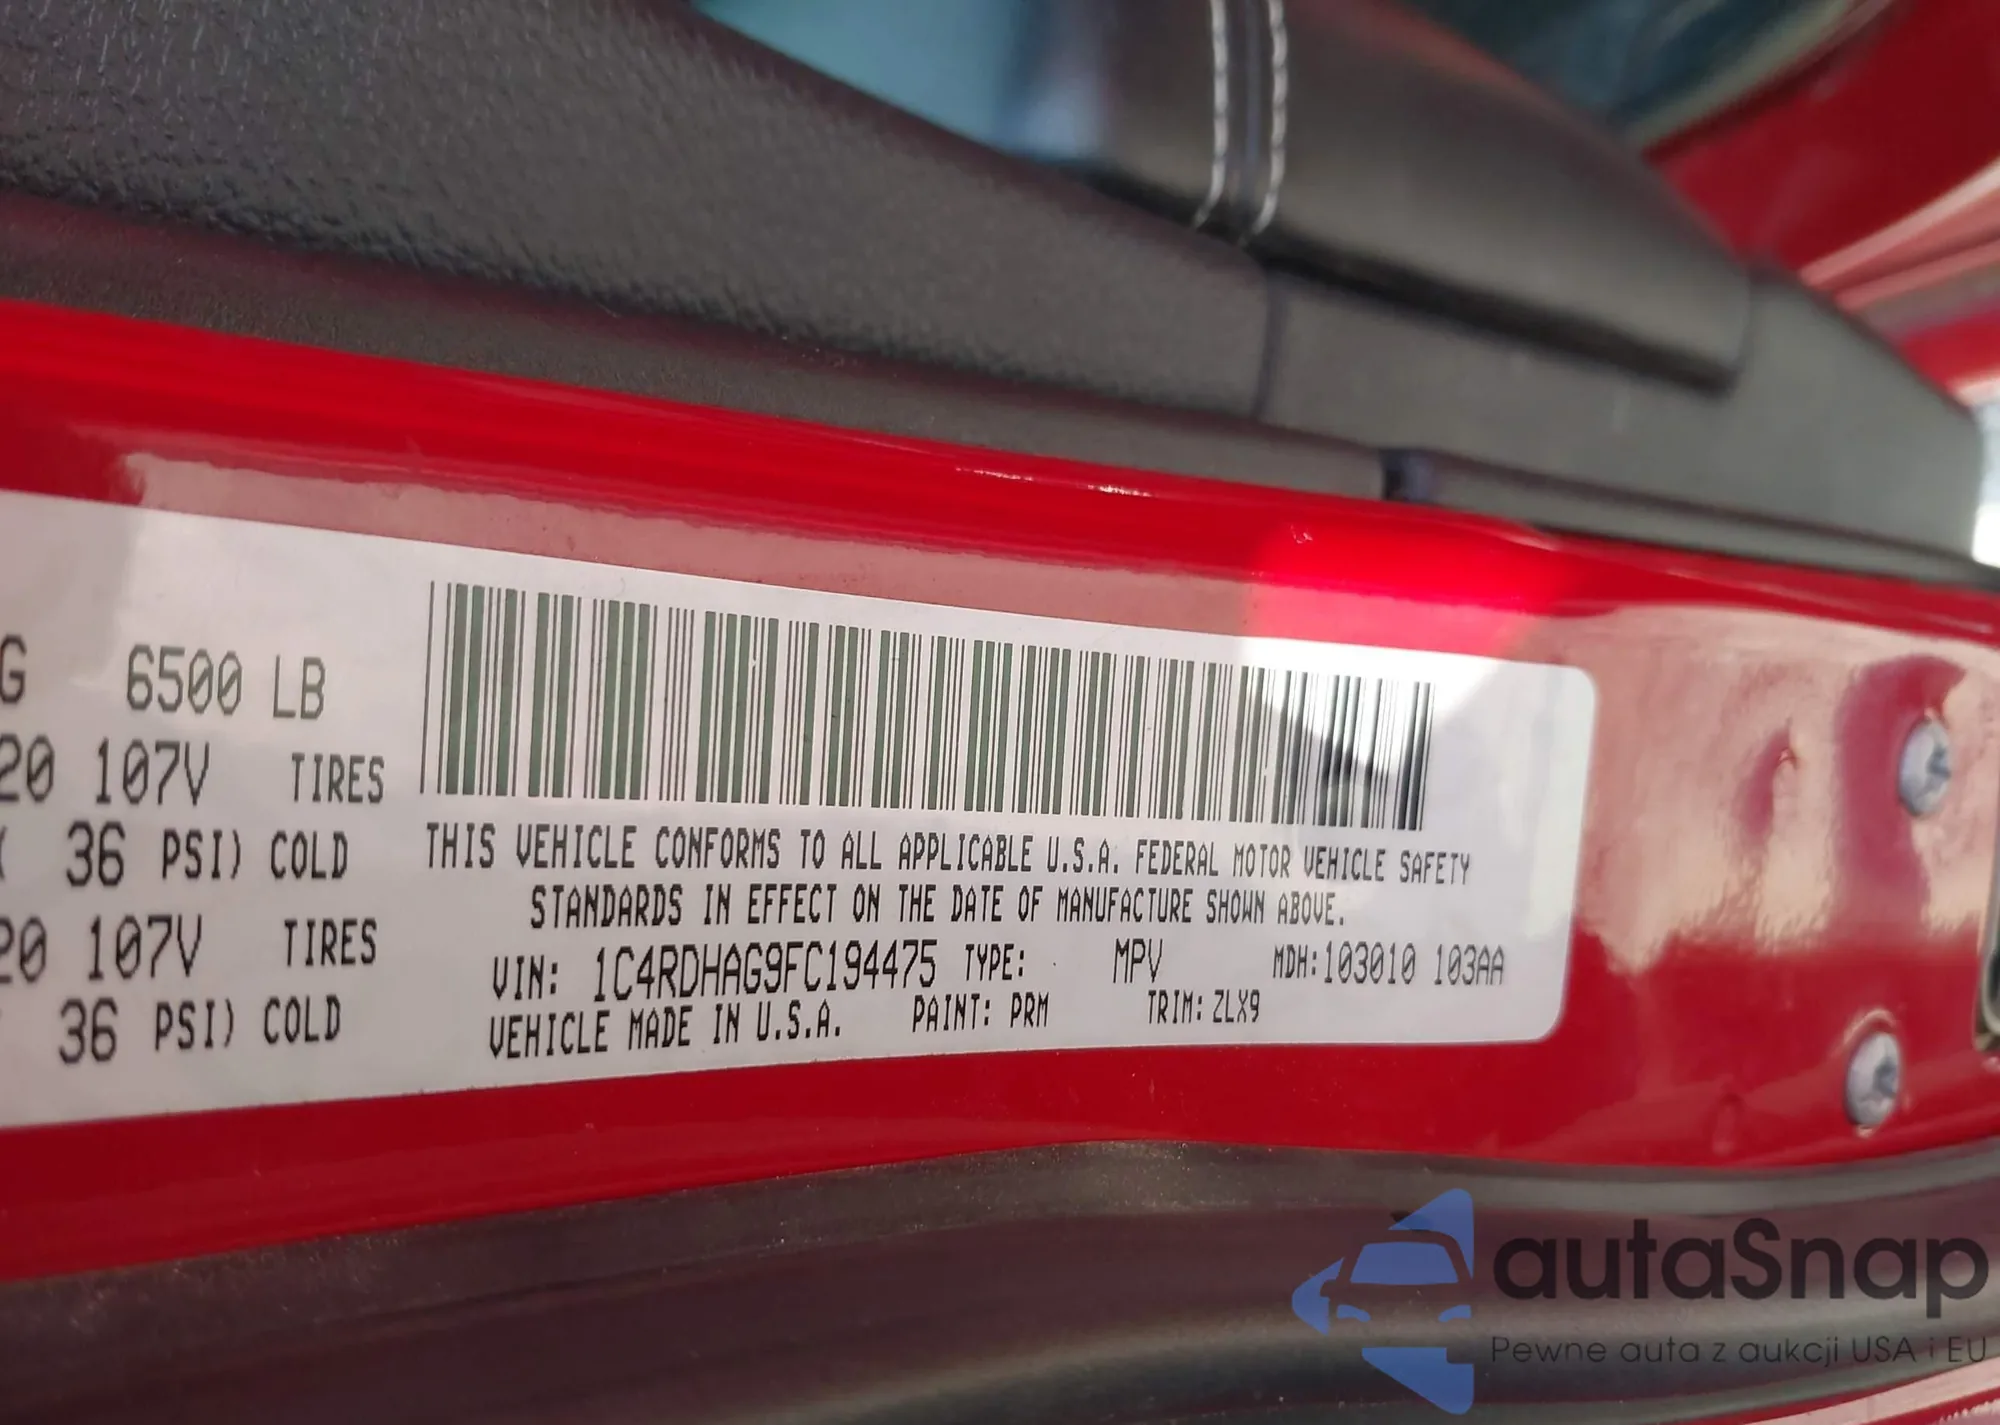 G 6500 LB
20 107V TIRES
36 PSI) COLD
20 107V TIRES
36 PSI) COLD
THIS VEHICLE CONFORMS TO ALL APPLICABLE U.S.A. FEDERAL MOTOR VEHICLE SAFETY
STANDARDS IN EFFECT ON THE DATE OF MANUFACTURE SHOWN ABOVE.
VIN: 1C4RDHAG9FC194475 TYPE: MPV MDH:103010 103AA
VEHICLE MADE IN U.S.A. PAINT: PRM TRIM: ZLX9
autaSnap
Pewne auta z aukcji USA i EU